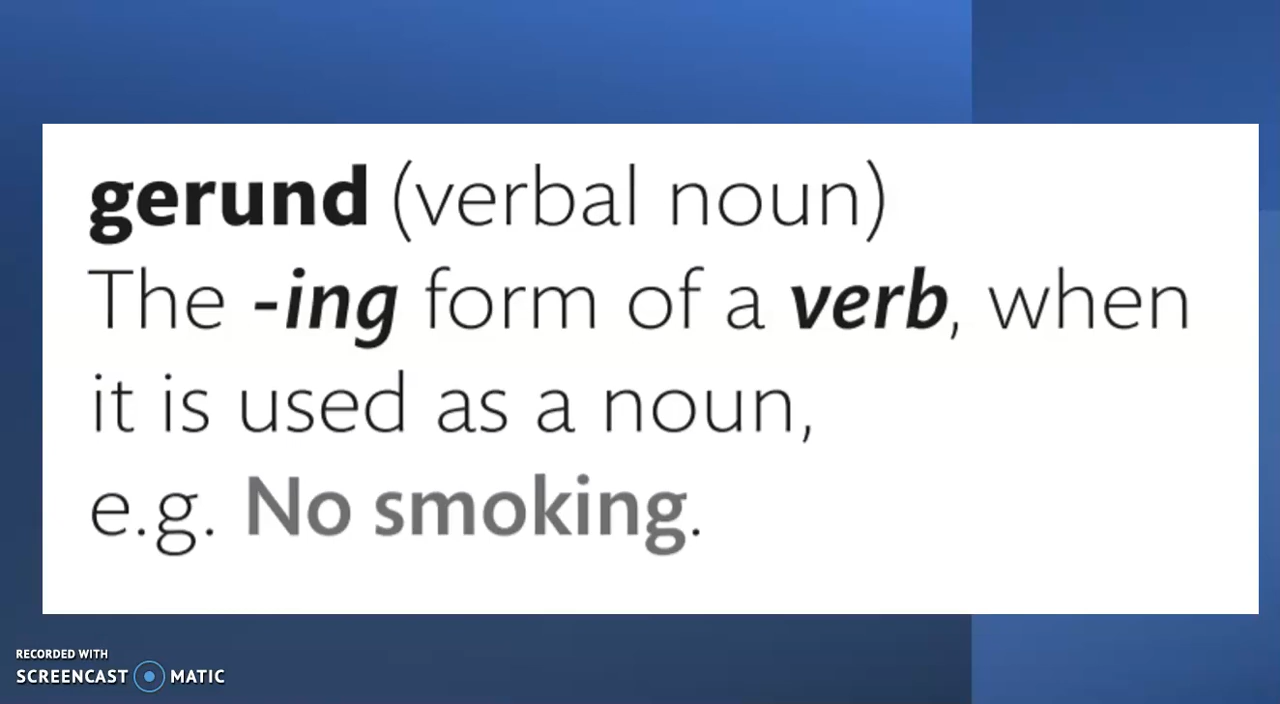 gerund (verbal noun)
The -ing form of a verb, when
it is used as a noun,
e.g. No smoking.
RECORDED WITH
SCREENCAST MATIC